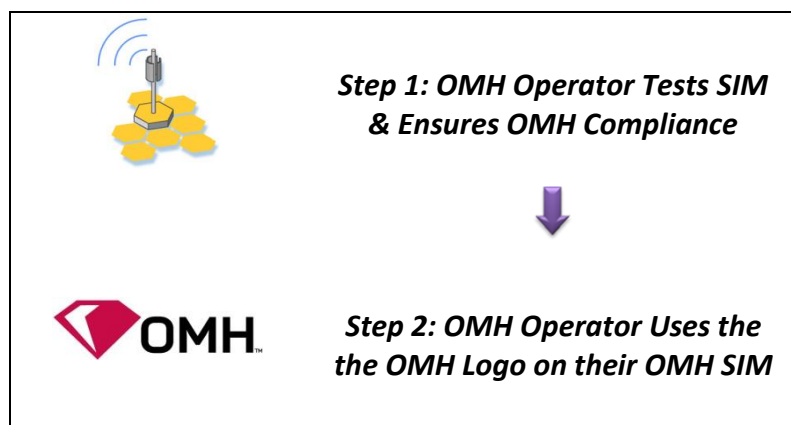 Step 1: OMH Operator Tests SIM
& Ensures OMH Compliance
OMH™
Step 2: OMH Operator Uses the
the OMH Logo on their OMH SIM